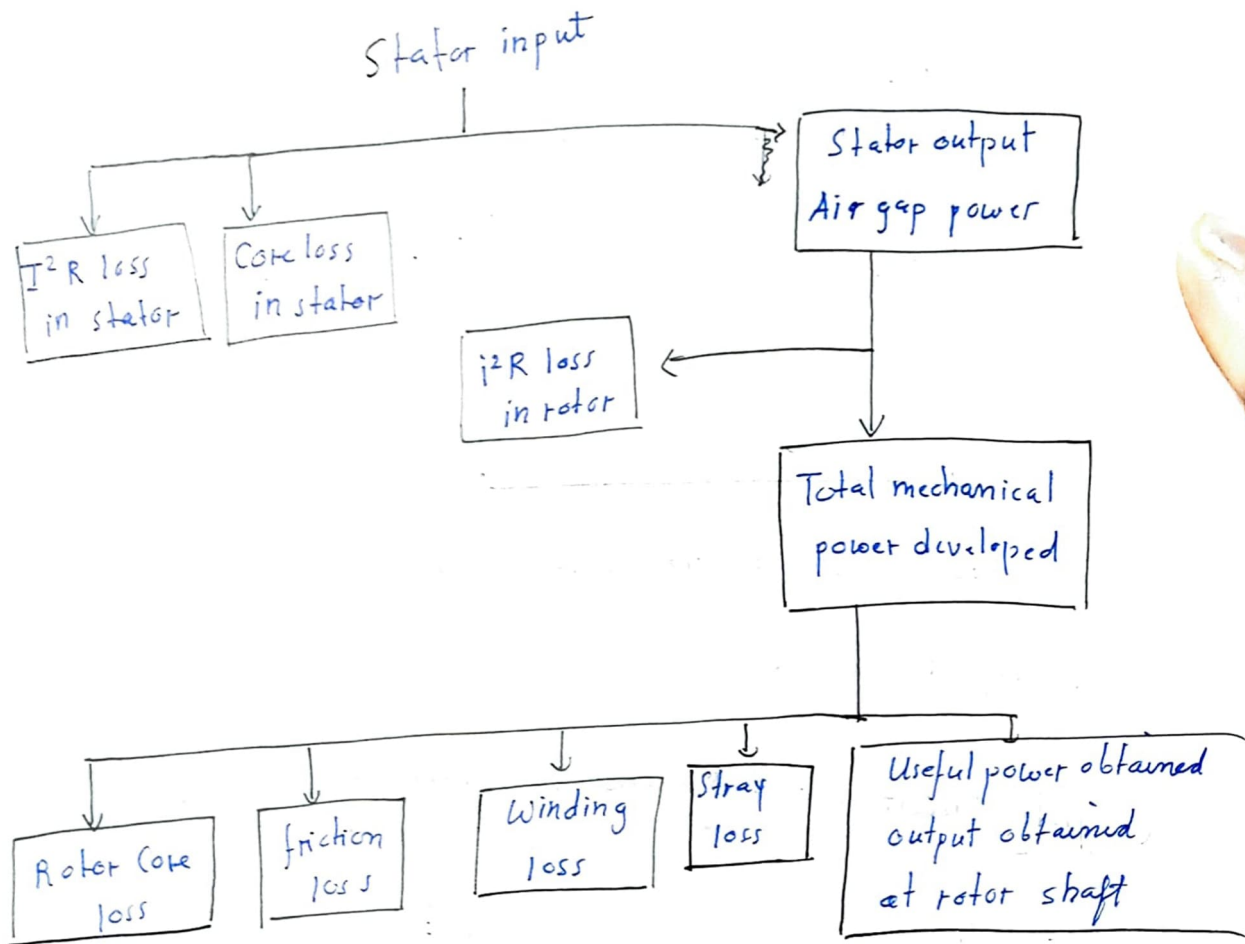 Stator input
Stator output
Air gap power
I² R loss
in stator
Core loss
in stator
i²R loss
in rotor
Total mechanical
power developed
Rotor Core
loss
friction
loss
Winding
loss
Stray
loss
Useful power obtained
output obtained
at rotor shaft